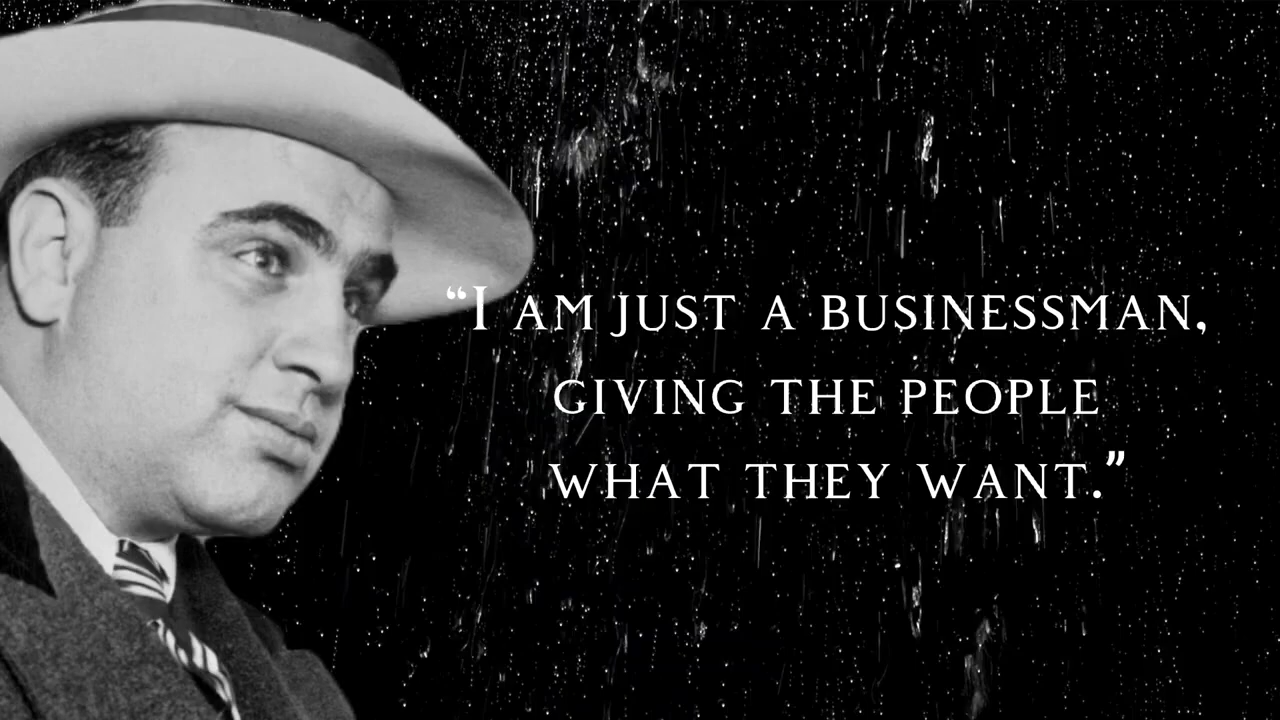 “I AM JUST A BUSINESSMAN,
GIVING THE PEOPLE
WHAT THEY WANT.”